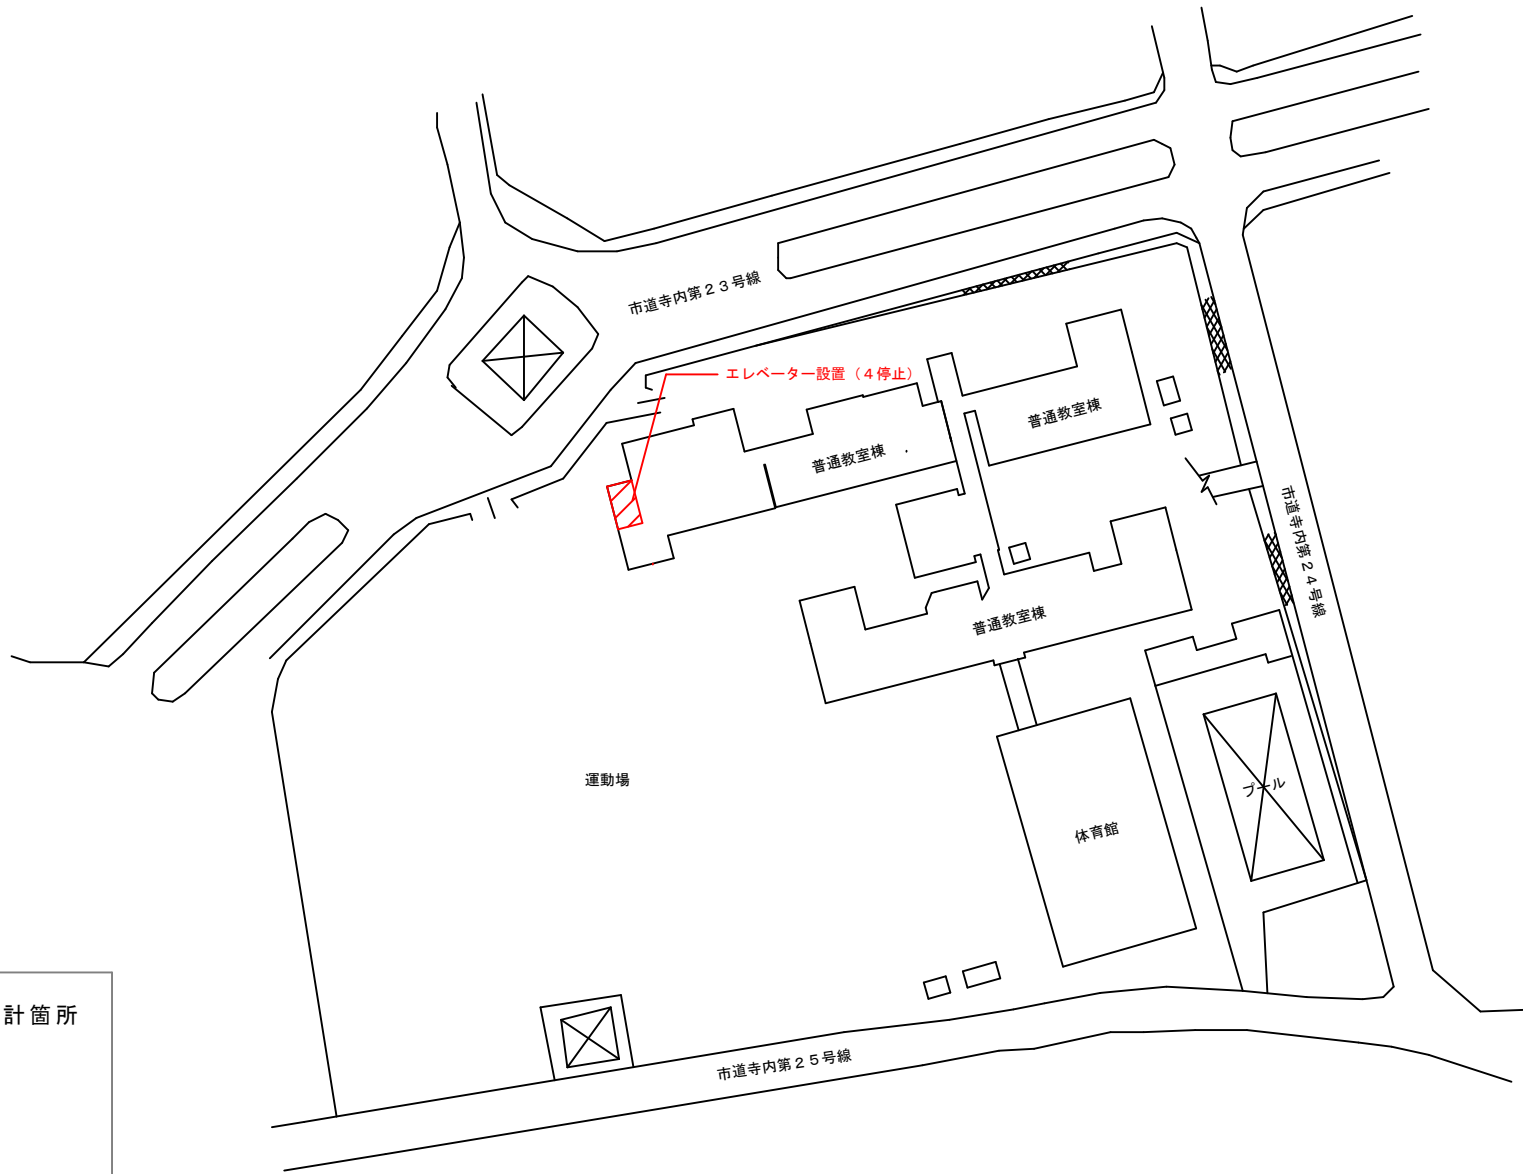 市道寺内第２３号線
エレベーター設置（４停止）
普通教室棟
普通教室棟
市道寺内第２４号線
普通教室棟
運動場
プール
体育館
計箇所
市道寺内第２５号線